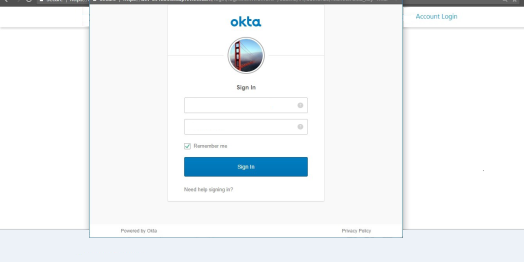 Account Login
okta
Sign In
Remember me
Sign In
Need help signing in?
Powered by Okta
Privacy Policy